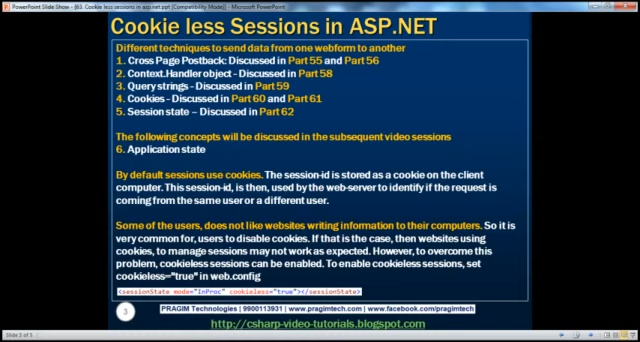 PowerPoint Slide Show - [63. Cookie less sessions in asp.net.ppt [Compatibility Mode]] - Microsoft PowerPoint
Cookie less Sessions in ASP.NET
Different techniques to send data from one webform to another
1. Cross Page Postback: Discussed in Part 55 and Part 56
2. Context.Handler object - Discussed in Part 58
3. Query strings - Discussed in Part 59
4. Cookies - Discussed in Part 60 and Part 61
5. Session state – Discussed in Part 62
The following concepts will be discussed in the subsequent video sessions
6. Application state
By default sessions use cookies. The session-id is stored as a cookie on the client
computer. This session-id, is then, used by the web-server to identify if the request is
coming from the same user or a different user.
Some of the users, does not like websites writing information to their computers. So it is
very common for, users to disable cookies. If that is the case, then websites using
cookies, to manage sessions may not work as expected. However, to overcome this
problem, cookieless sessions can be enabled. To enable cookieless sessions, set
cookieless="true" in web.config
<sessionState mode="InProc" cookieless="true"></sessionState>
3
PRAGIM Technologies | 9900113931 | www.pragimtech.com | www.facebook.com/pragimtech
http://csharp-video-tutorials.blogspot.com
Slide 3 of 5